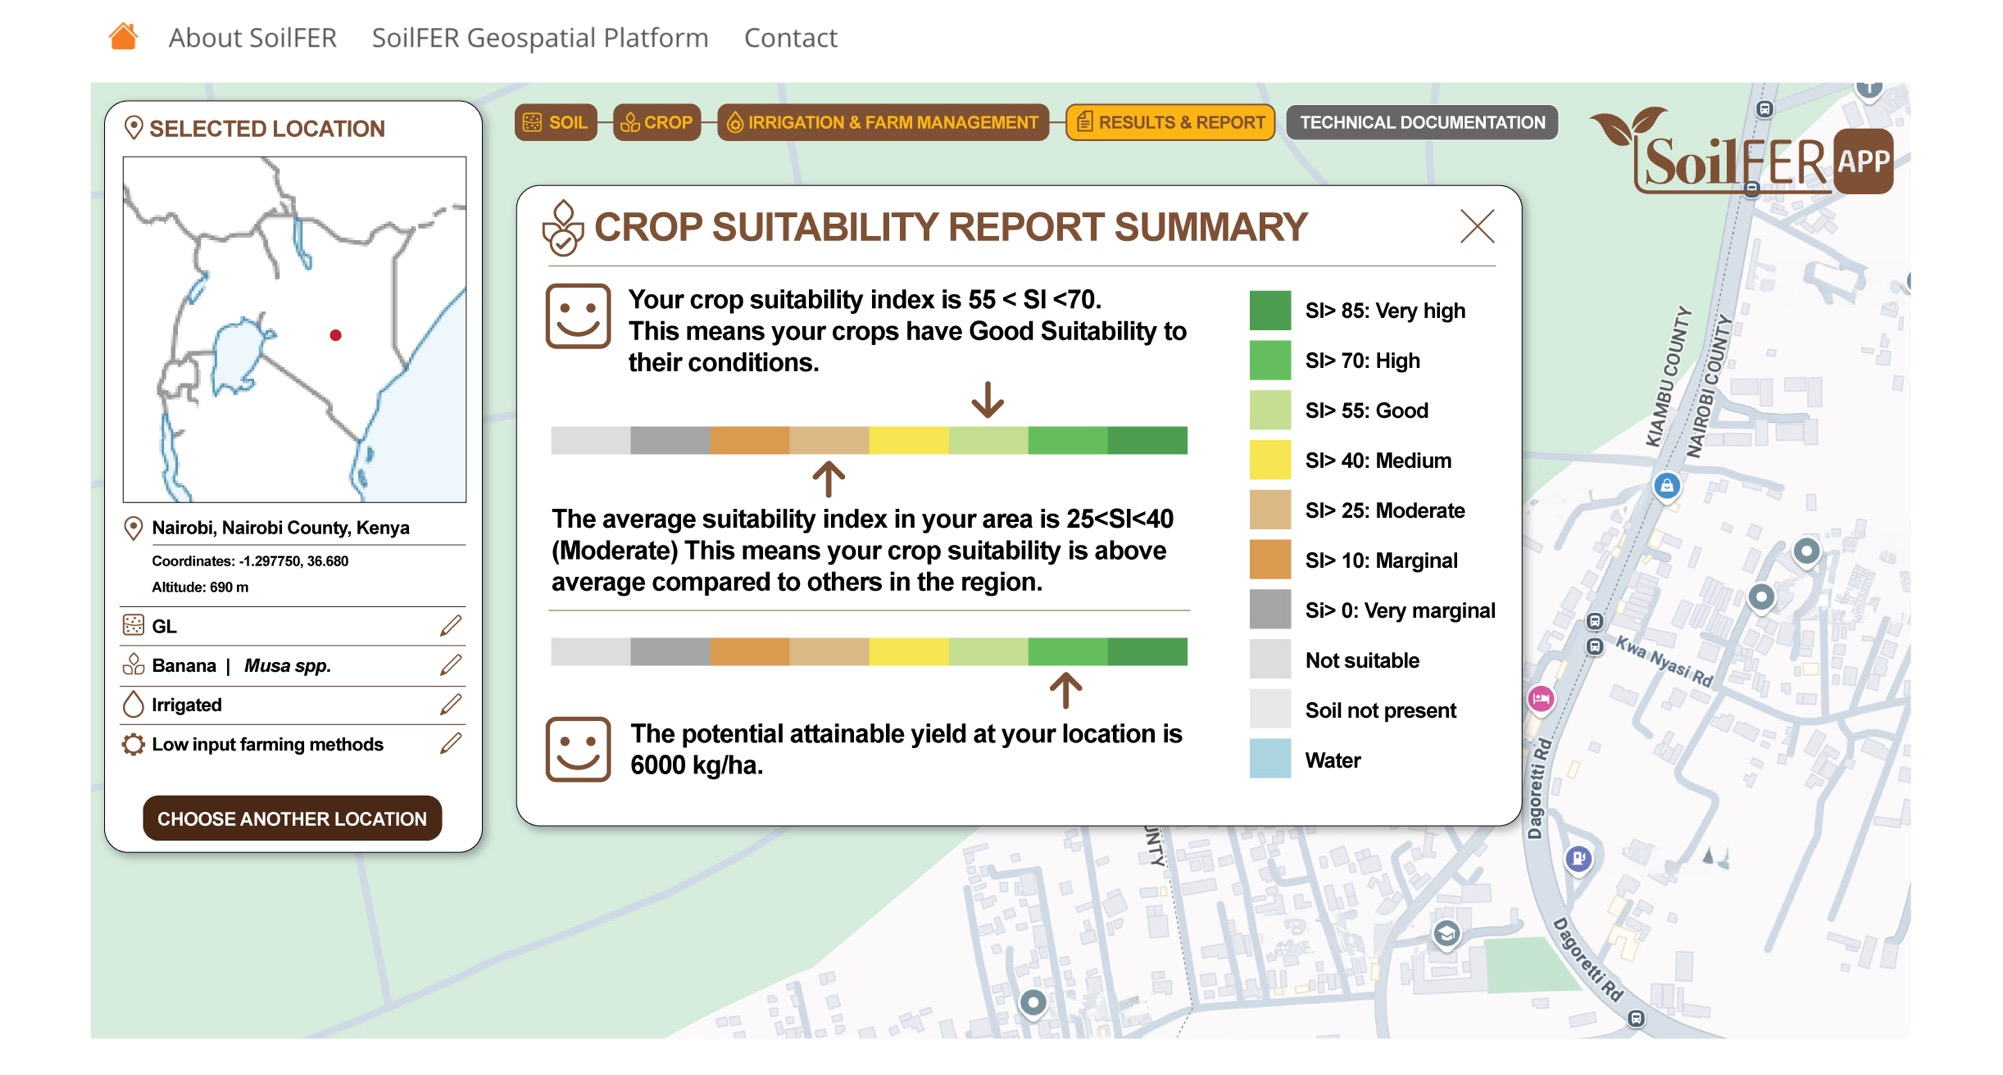 About SoilFER
SoilFER Geospatial Platform
Contact
SELECTED LOCATION
Nairobi, Nairobi County, Kenya
Coordinates: -1.297750, 36.680
Altitude: 690 m
GL
Banana | Musa spp.
Irrigated
Low input farming methods
CHOOSE ANOTHER LOCATION
SOIL
CROP
IRRIGATION & FARM MANAGEMENT
RESULTS & REPORT
TECHNICAL DOCUMENTATION
SoilFER APP
CROP SUITABILITY REPORT SUMMARY
Your crop suitability index is 55 < SI <70.
This means your crops have Good Suitability to
their conditions.
The average suitability index in your area is 25<SI<40
(Moderate) This means your crop suitability is above
average compared to others in the region.
The potential attainable yield at your location is
6000 kg/ha.
SI> 85: Very high
SI> 70: High
SI> 55: Good
SI> 40: Medium
SI> 25: Moderate
SI> 10: Marginal
Si> 0: Very marginal
Not suitable
Soil not present
Water
KIAMBU COUNTY
NAIROBI COUNTY
Kwa Nyasi Rd
Dagoretti Rd
Dagoretti Rd